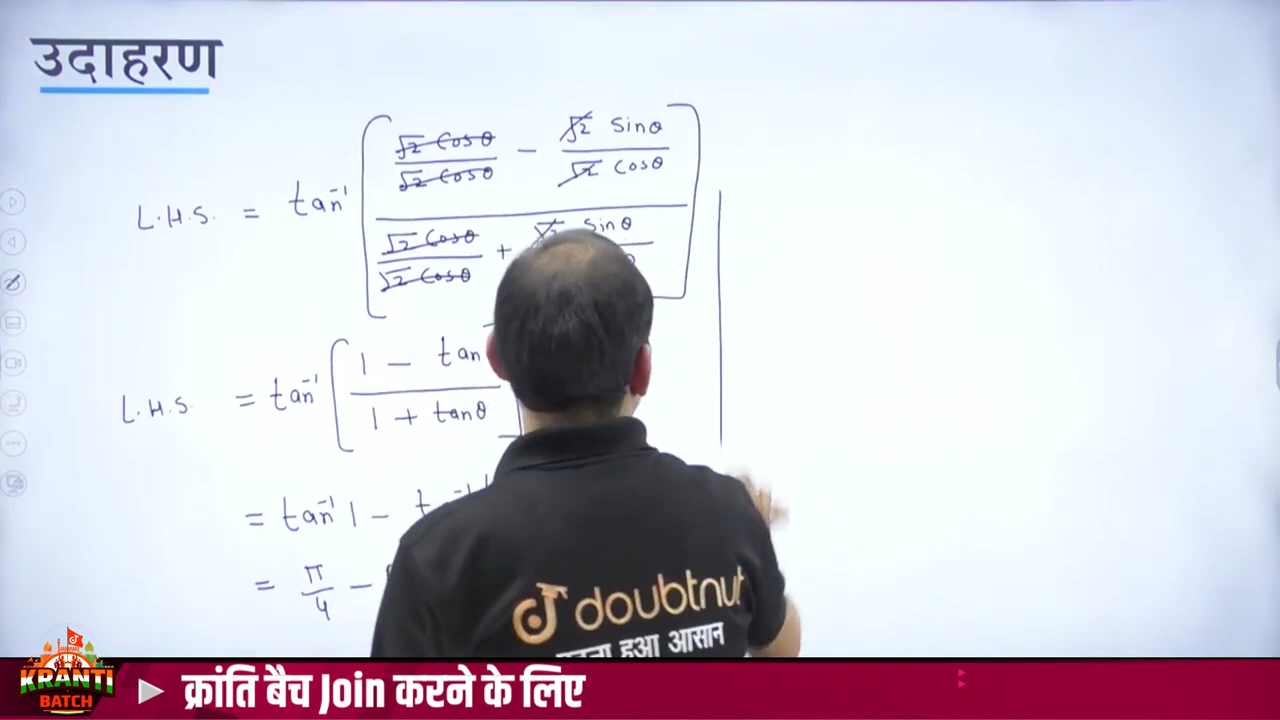 उदाहरण
L.H.S. = tan⁻¹ [ (√2 Cosθ / √2 Cosθ − √2 Sinθ / √2 Cosθ) / (√2 Cosθ / √2 Cosθ + √2 Sinθ
L.H.S. = tan⁻¹ [ (1 − tan) / (1 + tanθ)
= tan⁻¹ 1 −
= π/4 −
doubtnut
हुआ आसान
KRANTI
BATCH
क्रांति बैच Join करने के लिए